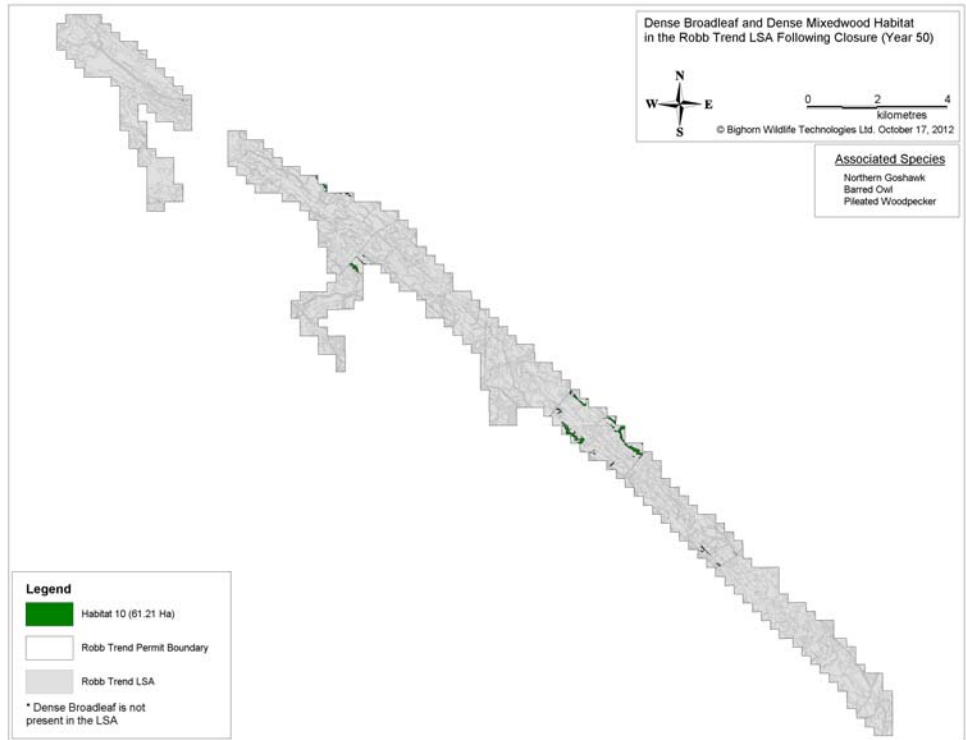 Dense Broadleaf and Dense Mixedwood Habitat
in the Robb Trend LSA Following Closure (Year 50)
N
W E
S
0 2 4
kilometres
© Bighorn Wildlife Technologies Ltd. October 17, 2012
Associated Species
Northern Goshawk
Barred Owl
Pileated Woodpecker
Legend
Habitat 10 (61.21 Ha)
Robb Trend Permit Boundary
Robb Trend LSA
* Dense Broadleaf is not
present in the LSA